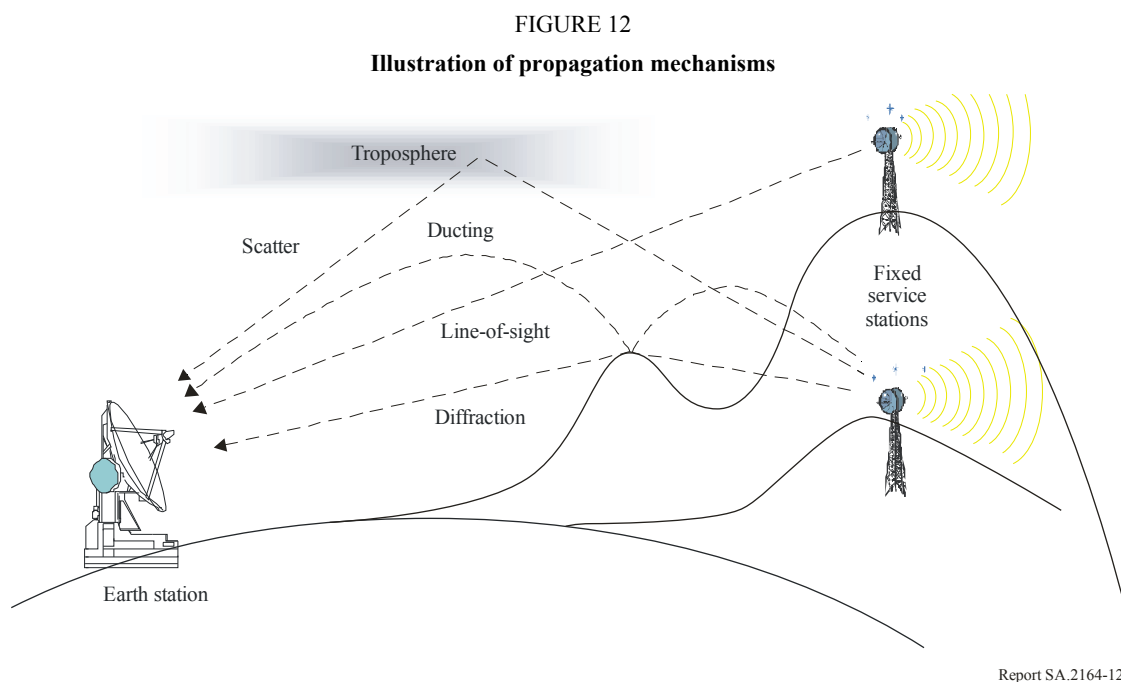 FIGURE 12
Illustration of propagation mechanisms
Troposphere
Scatter
Ducting
Fixed
service
stations
Line-of-sight
Diffraction
Earth station
Report SA.2164-12